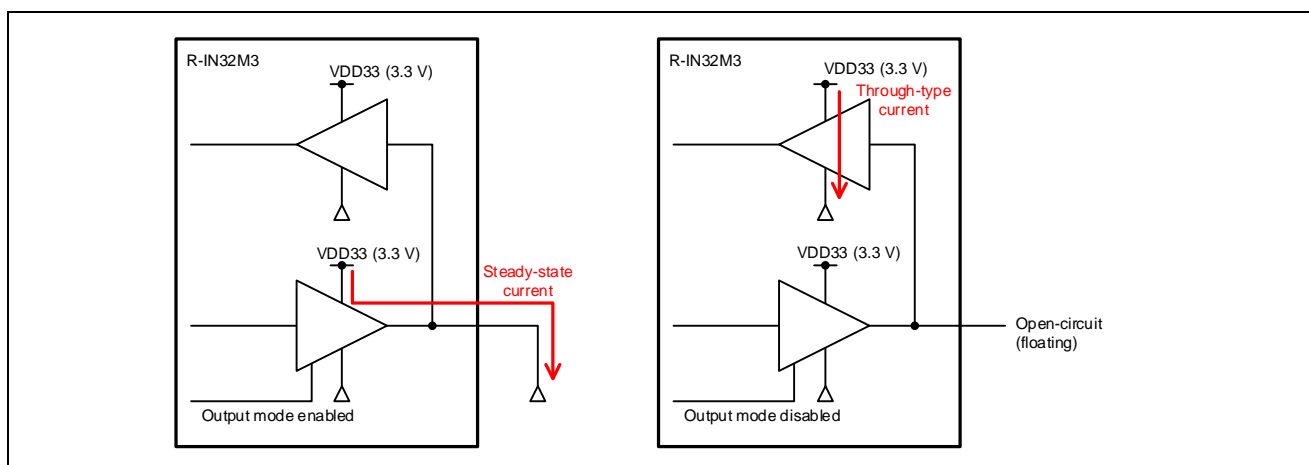 R-IN32M3
VDD33 (3.3 V)
VDD33 (3.3 V)
Steady-state
current
Output mode enabled
R-IN32M3
VDD33 (3.3 V)
Through-type
current
VDD33 (3.3 V)
Open-circuit
(floating)
Output mode disabled